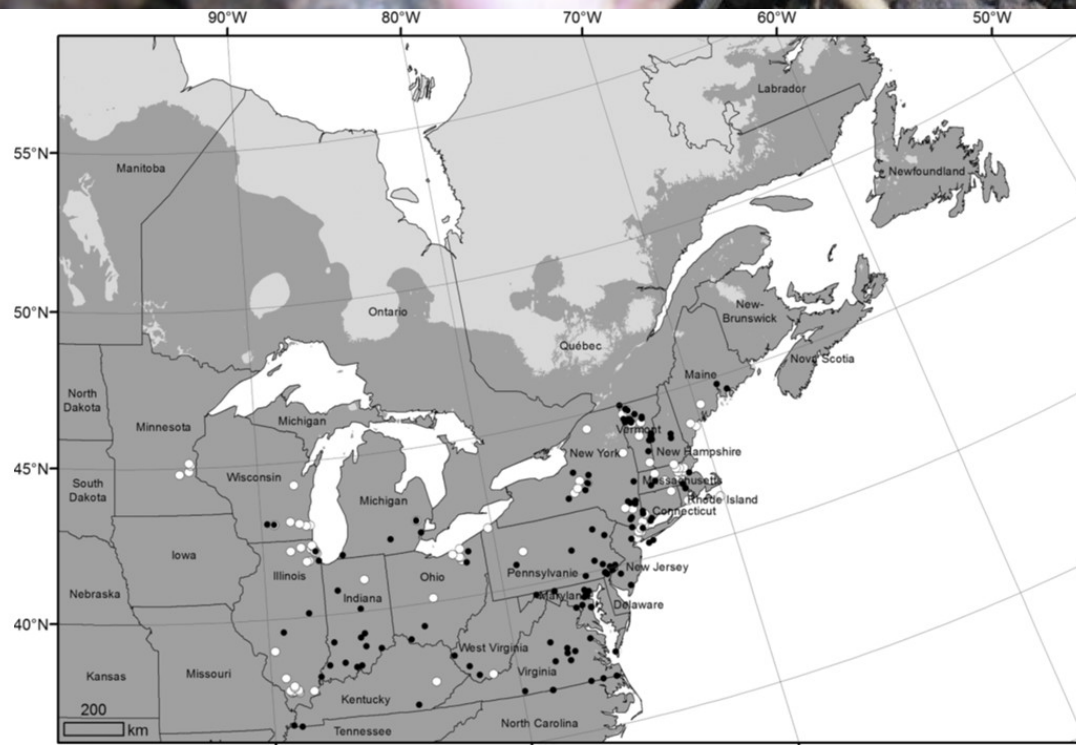 90°W 80°W 70°W 60°W 50°W
Labrador
55°N
Manitoba
Newfoundland
50°N
Ontario
New-
Brunswick
Québec
Nova Scotia
Maine
North
Dakota
Minnesota
Michigan
Vermont
New York
New Hampshire
45°N
Wisconsin
South
Dakota
Michigan
Massachusetts
Rhode Island
Connecticut
Iowa
Illinois
Ohio
Pennsylvanie
New Jersey
Nebraska
Indiana
Maryland
Delaware
40°N
West Virginia
Kansas
Missouri
Virginia
Kentucky
200
km
North Carolina
Tennessee